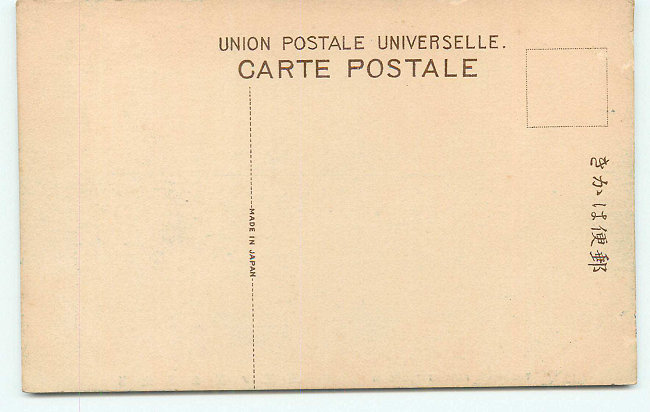 UNION POSTALE UNIVERSELLE.
CARTE POSTALE
MADE IN JAPAN
郵便はかき